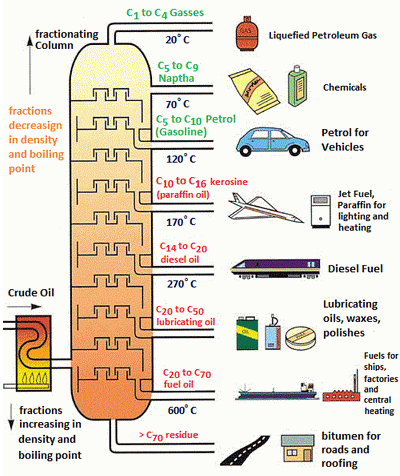 fractionating
Column
C1 to C4 Gasses
20° C
GAS
GAS
Liquefied Petroleum Gas
C5 to C9
Naptha
70° C
Chemicals
fractions
decreasign in
density and
boiling
point
C5 to C10 Petrol
(Gasoline)
120° C
Petrol for
Vehicles
C10 to C16 kerosine
(paraffin oil)
170° C
Jet Fuel,
Paraffin for
lighting and
heating
C14 to C20
diesel oil
270° C
Diesel Fuel
Crude Oil
C20 to C50
lubricating oil
OIL
Lubricating
oils, waxes,
polishes
C20 to C70
fuel oil
600° C
Fuels for
ships,
factories
and
central
heating
fractions
increasing in
density and
boiling point
> C70 residue
bitumen for
roads and
roofing